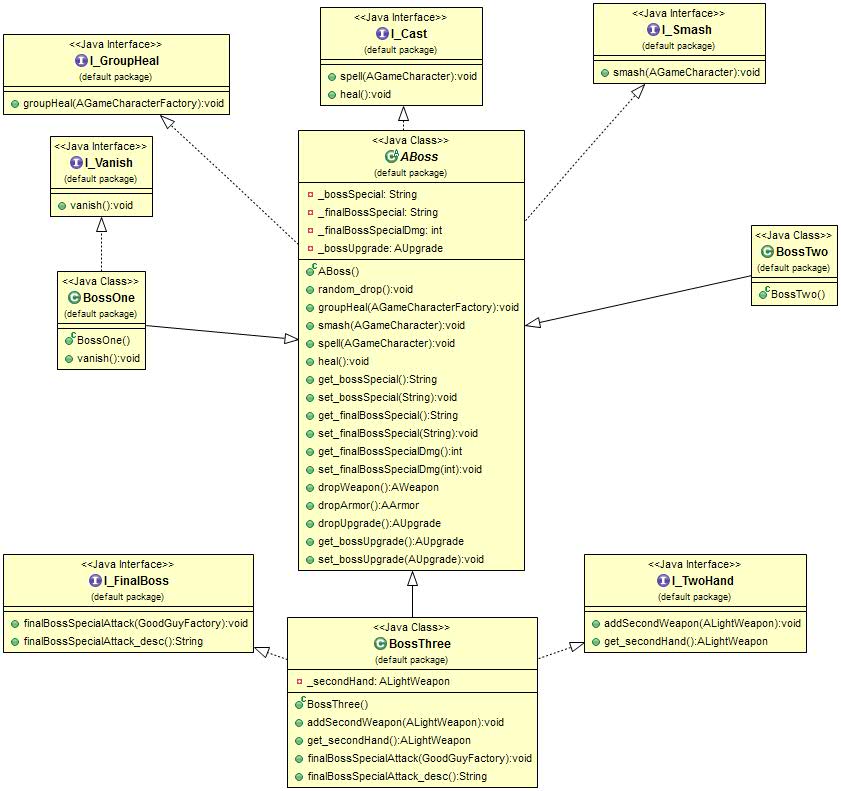 <<Java Interface>>
I_GroupHeal
(default package)
groupHeal(AGameCharacterFactory):void
<<Java Interface>>
I_Cast
(default package)
spell(AGameCharacter):void
heal():void
<<Java Interface>>
I_Smash
(default package)
smash(AGameCharacter):void
<<Java Interface>>
I_Vanish
(default package)
vanish():void
<<Java Class>>
ABoss
(default package)
_bossSpecial: String
_finalBossSpecial: String
_finalBossSpecialDmg: int
_bossUpgrade: AUpgrade
ABoss()
random_drop():void
groupHeal(AGameCharacterFactory):void
smash(AGameCharacter):void
spell(AGameCharacter):void
heal():void
get_bossSpecial():String
set_bossSpecial(String):void
get_finalBossSpecial():String
set_finalBossSpecial(String):void
get_finalBossSpecialDmg():int
set_finalBossSpecialDmg(int):void
dropWeapon():AWeapon
dropArmor():AArmor
dropUpgrade():AUpgrade
get_bossUpgrade():AUpgrade
set_bossUpgrade(AUpgrade):void
<<Java Class>>
BossOne
(default package)
BossOne()
vanish():void
<<Java Class>>
BossTwo
(default package)
BossTwo()
<<Java Interface>>
I_FinalBoss
(default package)
finalBossSpecialAttack(GoodGuyFactory):void
finalBossSpecialAttack_desc():String
<<Java Class>>
BossThree
(default package)
_secondHand: ALightWeapon
BossThree()
addSecondWeapon(ALightWeapon):void
get_secondHand():ALightWeapon
finalBossSpecialAttack(GoodGuyFactory):void
finalBossSpecialAttack_desc():String
<<Java Interface>>
I_TwoHand
(default package)
addSecondWeapon(ALightWeapon):void
get_secondHand():ALightWeapon